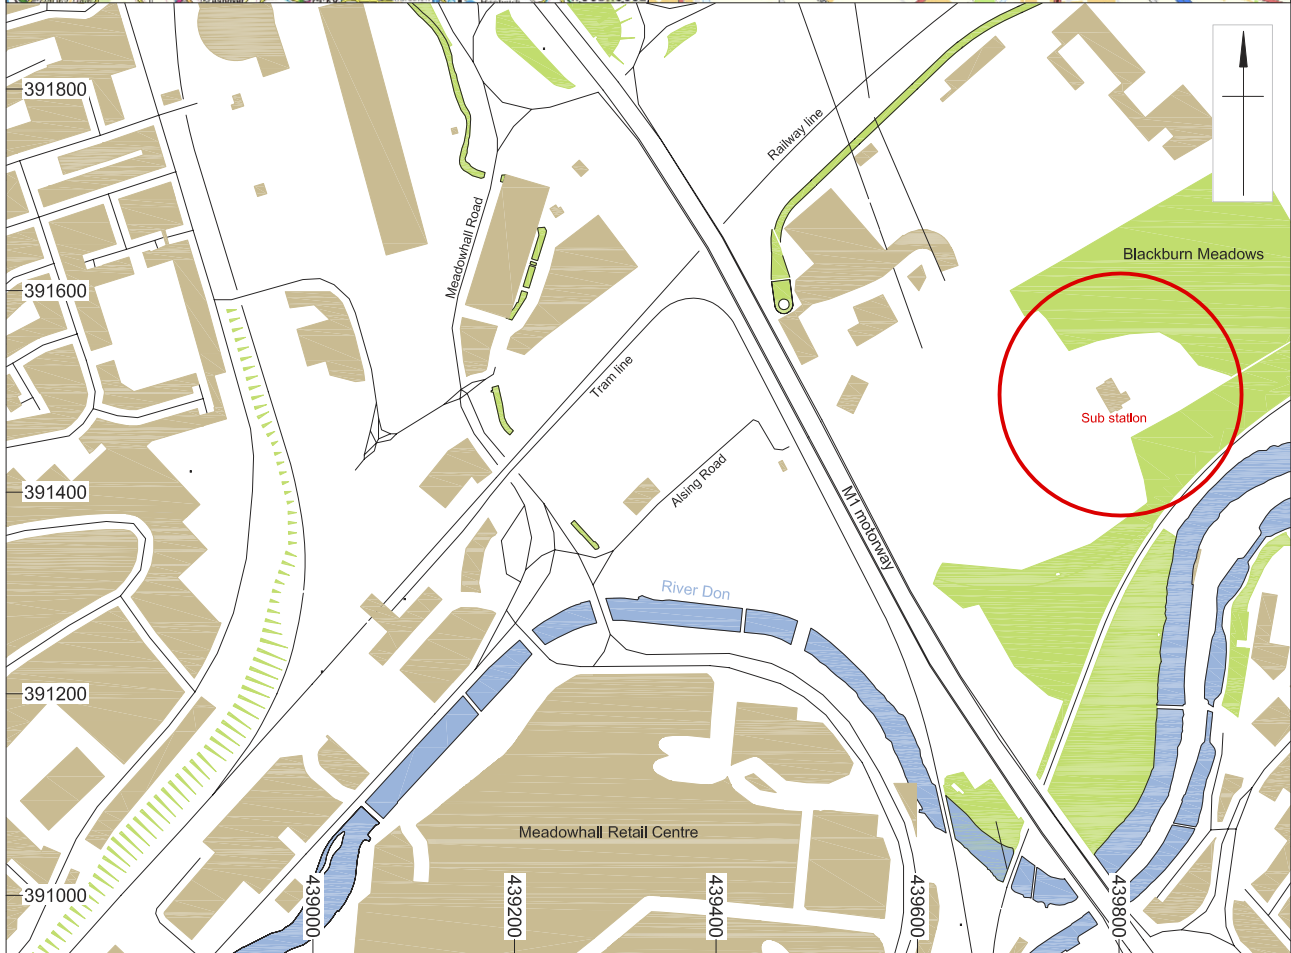 391800
Railway line
Meadowhall Road
Blackburn Meadows
391600
Tram line
Sub station
391400
Alsing Road
M1 motorway
River Don
391200
Meadowhall Retail Centre
391000
439000
439200
439400
439600
439800